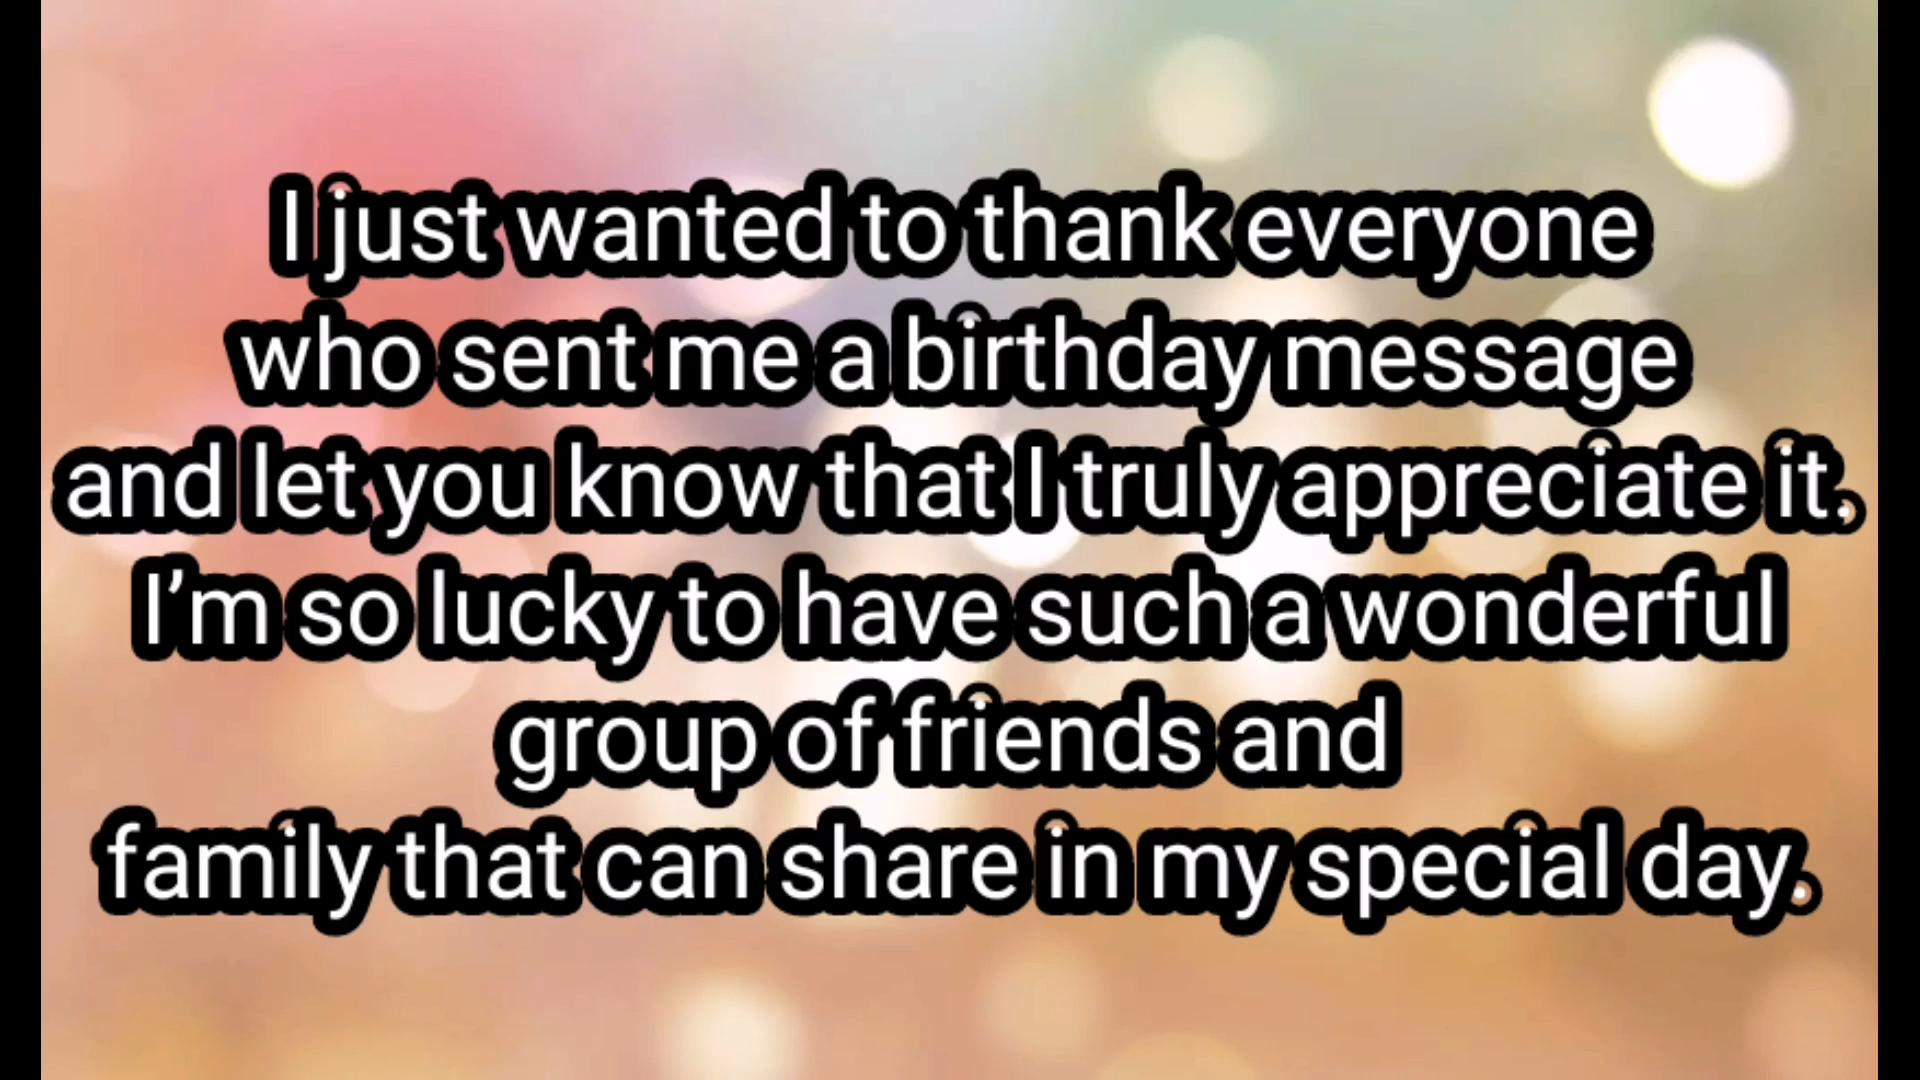 I just wanted to thank everyone
who sent me a birthday message
and let you know that I truly appreciate it.
I’m so lucky to have such a wonderful
group of friends and
family that can share in my special day.